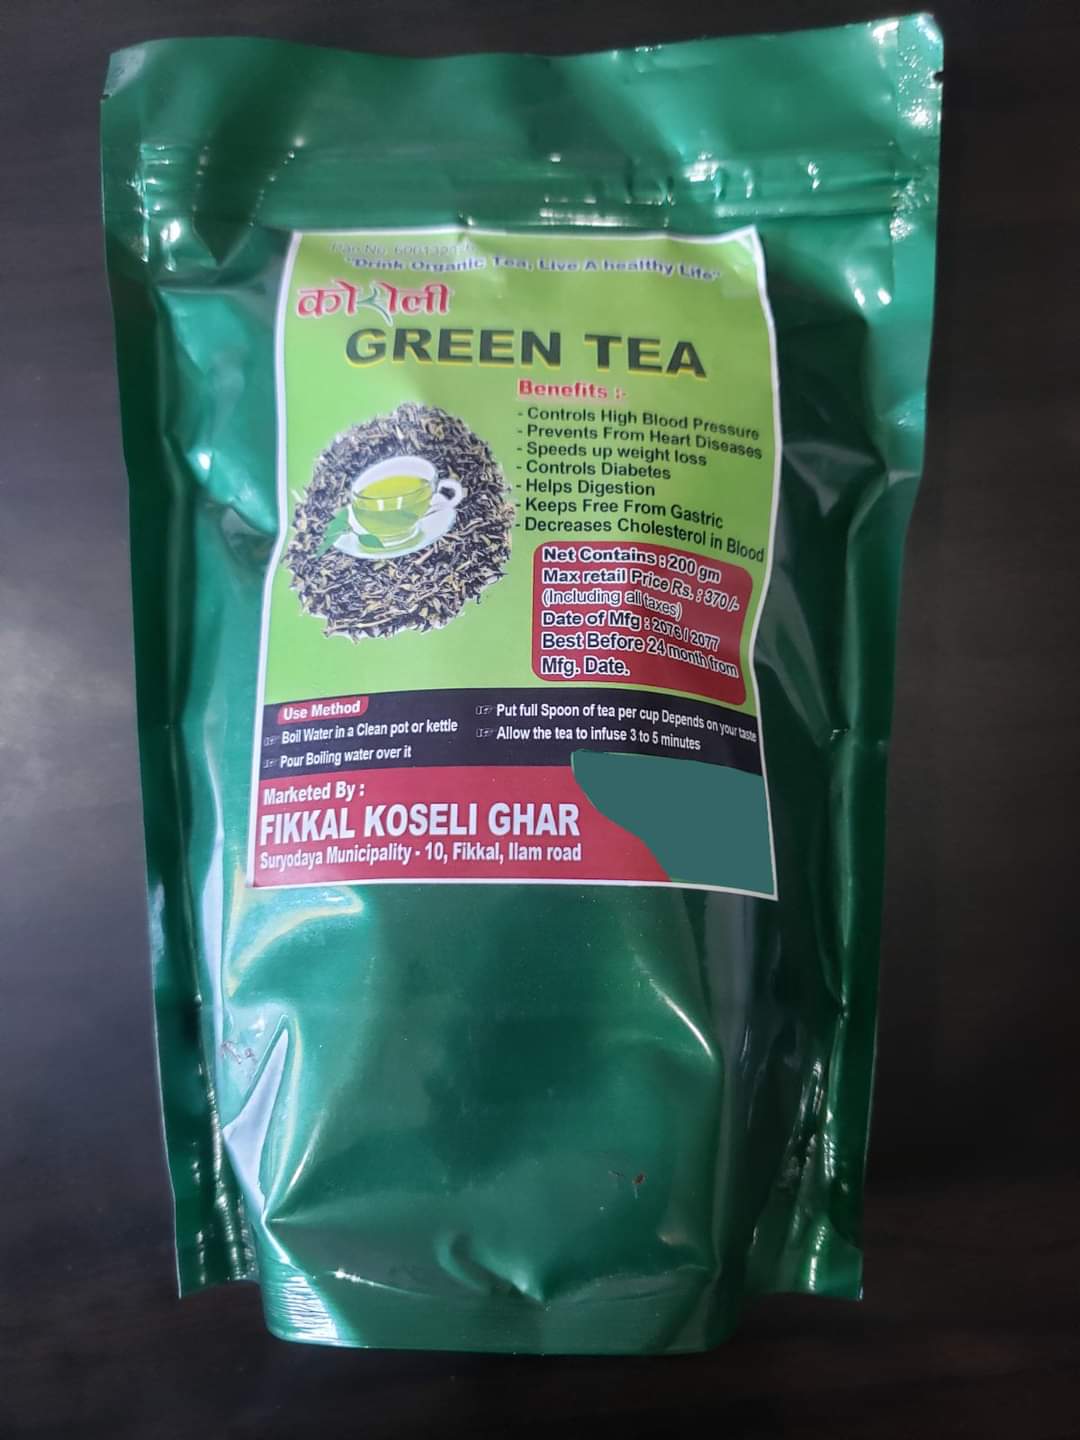 Pan No.
"Drink Organic Tea, Live A healthy Life"
कोसेली
GREEN TEA
Benefits :-
- Controls High Blood Pressure
- Prevents From Heart Diseases
- Speeds up weight loss
- Controls Diabetes
- Helps Digestion
- Keeps Free From Gastric
- Decreases Cholesterol in Blood
Net Contains : 200 gm
Max retail Price Rs. : 370 /-
(Including all taxes)
Date of Mfg : 2076 / 2077
Best Before 24 month from
Mfg. Date.
Use Method
☞ Boil Water in a Clean pot or kettle
☞ Pour Boiling water over it
☞ Put full Spoon of tea per cup Depends on your taste
☞ Allow the tea to infuse 3 to 5 minutes
Marketed By :
FIKKAL KOSELI GHAR
Suryodaya Municipality - 10, Fikkal, Ilam road